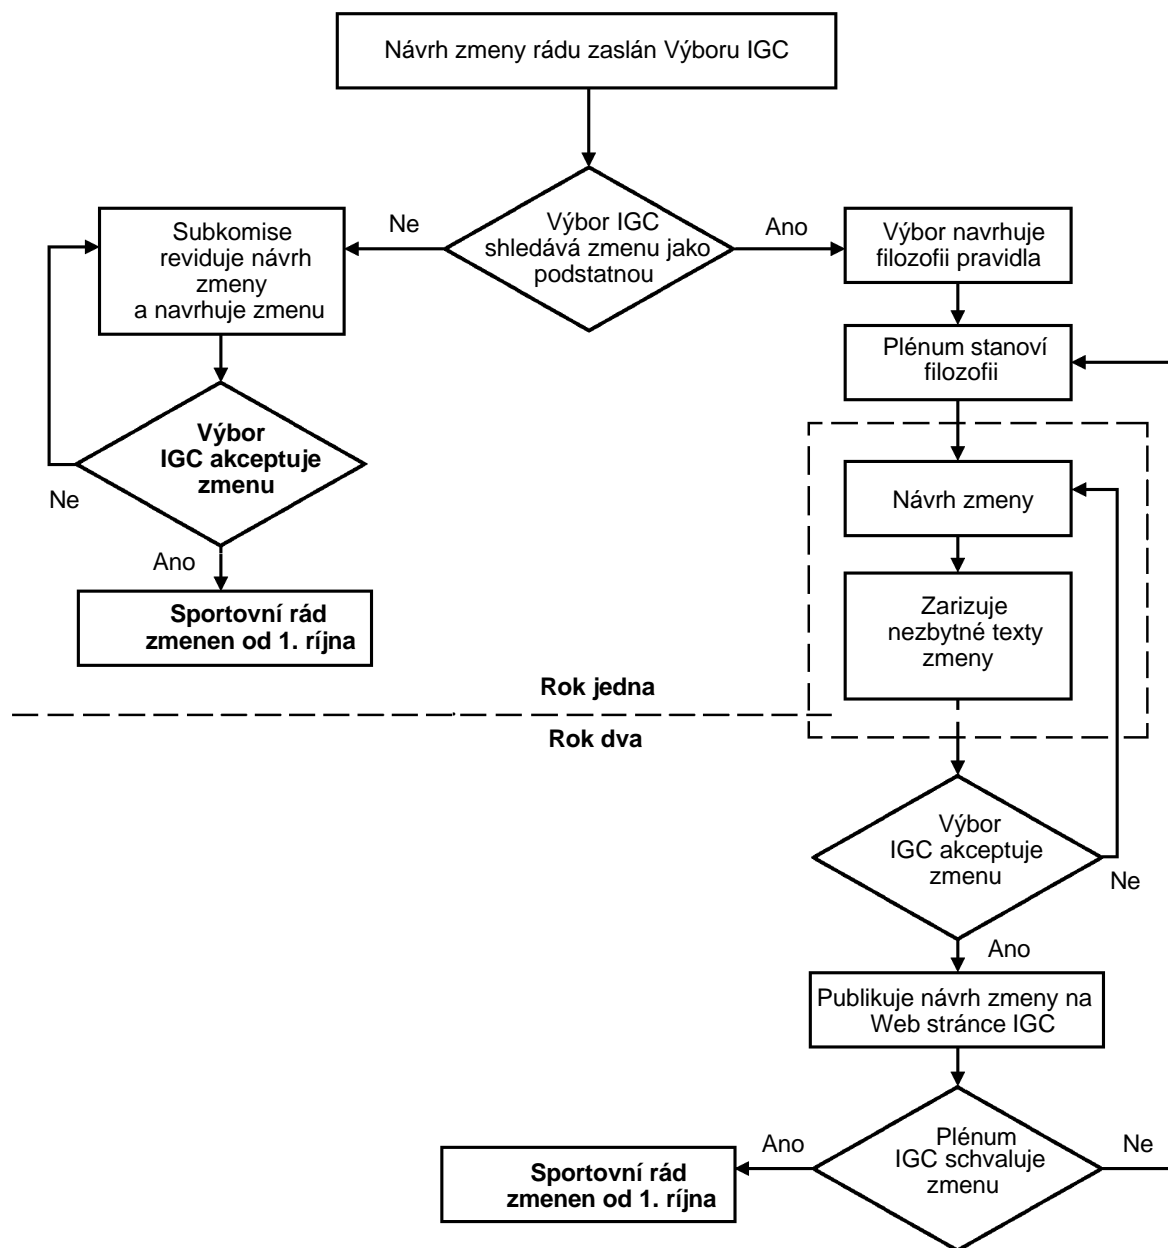 Návrh zmeny rádu zaslán Výboru IGC
Výbor IGC
shledává zmenu jako
podstatnou
Ne
Ano
Subkomise
reviduje návrh
zmeny
a navrhuje zmenu
Výbor navrhuje
filozofii pravidla
Plénum stanoví
filozofii
Výbor
IGC akceptuje
zmenu
Ne
Ano
Sportovní rád
zmenen od 1. ríjna
Návrh zmeny
Zarizuje
nezbytné texty
zmeny
Rok jedna
Rok dva
Výbor
IGC akceptuje
zmenu
Ne
Ano
Publikuje návrh zmeny na
Web stránce IGC
Plénum
IGC schvaluje
zmenu
Ano
Ne
Sportovní rád
zmenen od 1. ríjna